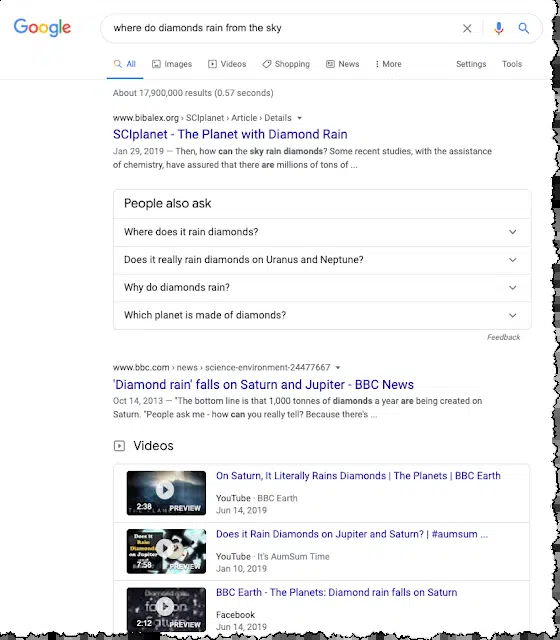 Google
where do diamonds rain from the sky
All Images Videos Shopping News More Settings Tools
About 17,900,000 results (0.57 seconds)
www.bibalex.org › SCIplanet › Article › Details
SCIplanet - The Planet with Diamond Rain
Jan 29, 2019 — Then, how can the sky rain diamonds? Some recent studies, with the assistance
of chemistry, have assured that there are millions of tons of ...
People also ask
Where does it rain diamonds?
Does it really rain diamonds on Uranus and Neptune?
Why do diamonds rain?
Which planet is made of diamonds?
Feedback
www.bbc.com › news › science-environment-24477667
'Diamond rain' falls on Saturn and Jupiter - BBC News
Oct 14, 2013 — "The bottom line is that 1,000 tonnes of diamonds a year are being created on
Saturn. "People ask me - how can you really tell? Because there's ...
Videos
On Saturn, It Literally Rains Diamonds | The Planets | BBC Earth
2:38 PREVIEW
YouTube · BBC Earth
Jun 14, 2019
Does it Rain Diamonds on Jupiter and Saturn? | #aumsum ...
Does it
Rain
Diamonds
7:58 PREVIEW
YouTube · It's AumSum Time
Jan 10, 2019
BBC Earth - The Planets: Diamond rain falls on Saturn
2:12 PREVIEW
Facebook
Jun 14, 2019